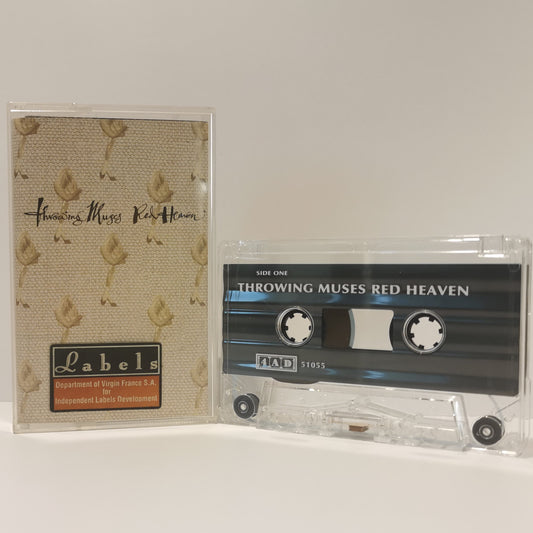 Throwing Muses Red Heaven
Labels
Department of Virgin France S.A.
for
Independent Labels Development
SIDE ONE
THROWING MUSES RED HEAVEN
4AD 51055